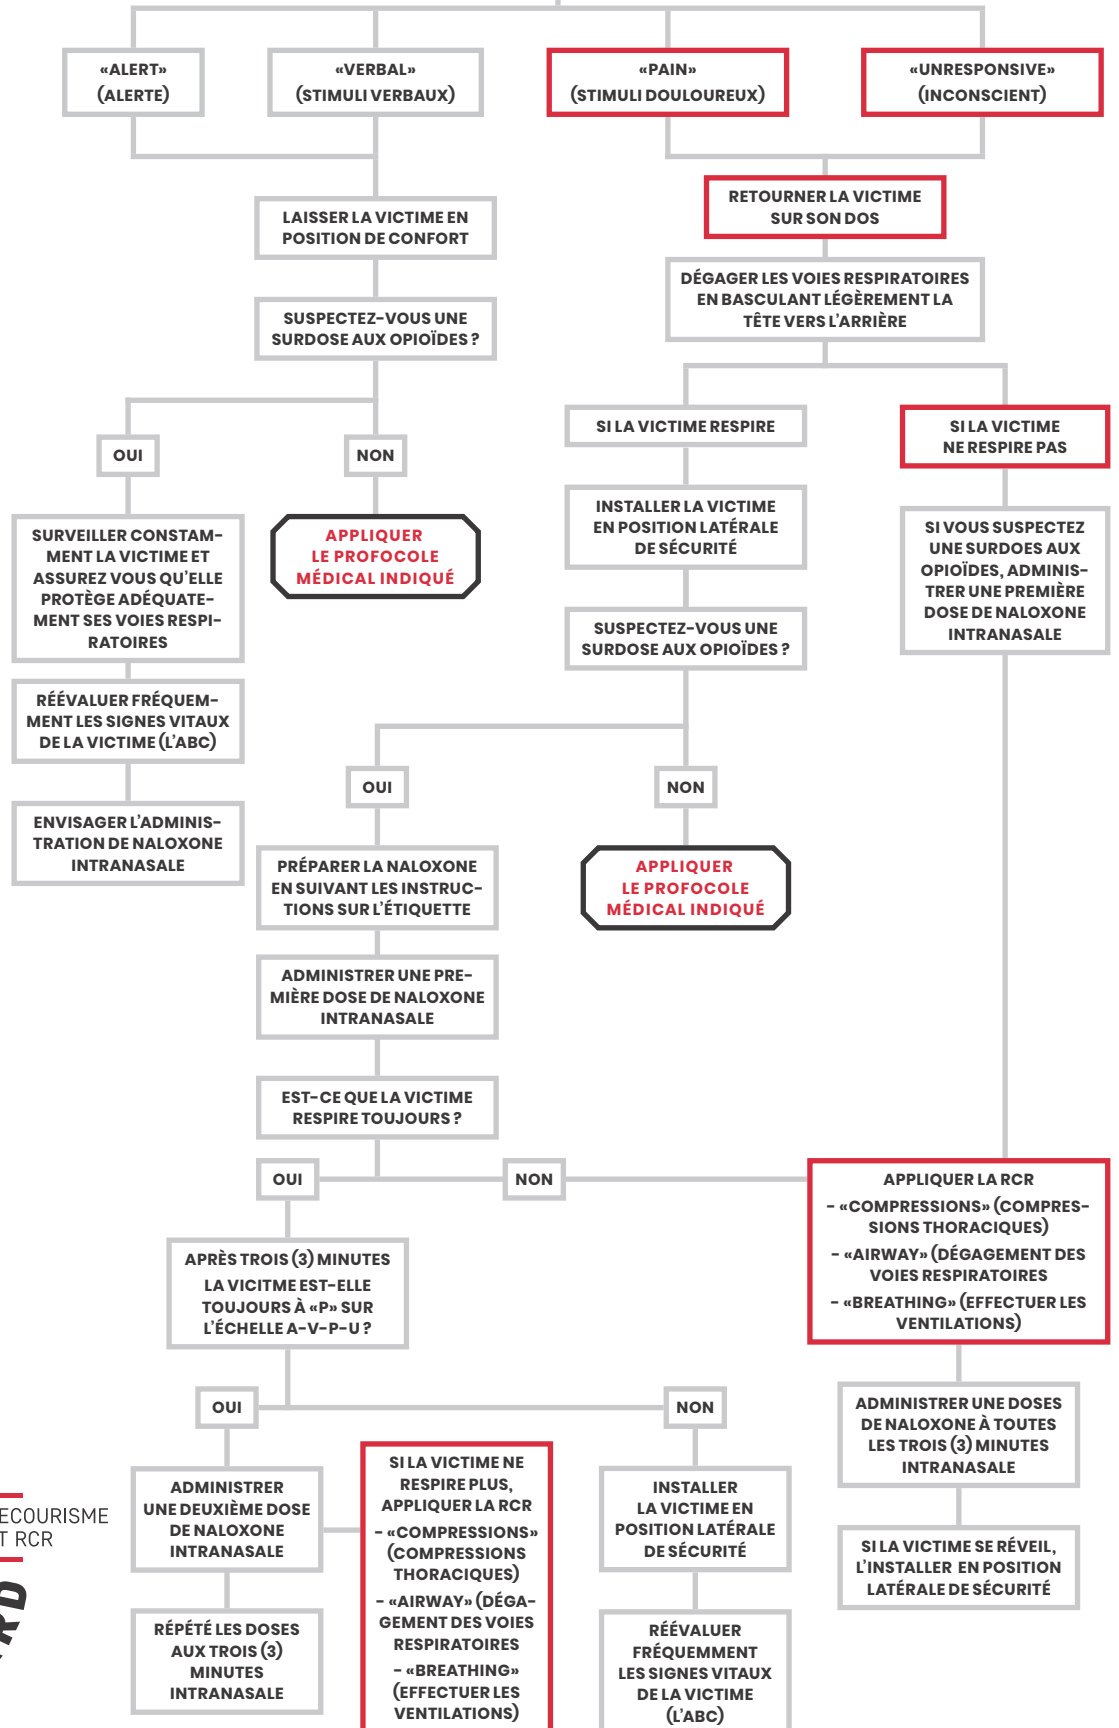 «ALERT»
(ALERTE)
«VERBAL»
(STIMULI VERBAUX)
«PAIN»
(STIMULI DOULOUREUX)
«UNRESPONSIVE»
(INCONSCIENT)
LAISSER LA VICTIME EN
POSITION DE CONFORT
SUSPECTEZ-VOUS UNE
SURDOSE AUX OPIOÏDES ?
OUI
NON
SURVEILLER CONSTAM-
MENT LA VICTIME ET
ASSUREZ VOUS QU'ELLE
PROTÈGE ADÉQUATE-
MENT SES VOIES RESPI-
RATOIRES
APPLIQUER
LE PROFOCOLE
MÉDICAL INDIQUÉ
RÉÉVALUER FRÉQUEM-
MENT LES SIGNES VITAUX
DE LA VICTIME (L'ABC)
ENVISAGER L'ADMINIS-
TRATION DE NALOXONE
INTRANASALE
RETOURNER LA VICTIME
SUR SON DOS
DÉGAGER LES VOIES RESPIRATOIRES
EN BASCULANT LÉGÈREMENT LA
TÊTE VERS L'ARRIÈRE
SI LA VICTIME RESPIRE
SI LA VICTIME
NE RESPIRE PAS
INSTALLER LA VICTIME
EN POSITION LATÉRALE
DE SÉCURITÉ
SI VOUS SUSPECTEZ
UNE SURDOES AUX
OPIOÏDES, ADMINIS-
TRER UNE PREMIÈRE
DOSE DE NALOXONE
INTRANASALE
SUSPECTEZ-VOUS UNE
SURDOSE AUX OPIOÏDES ?
OUI
NON
PRÉPARER LA NALOXONE
EN SUIVANT LES INSTRUC-
TIONS SUR L'ÉTIQUETTE
APPLIQUER
LE PROFOCOLE
MÉDICAL INDIQUÉ
ADMINISTRER UNE PRE-
MIÈRE DOSE DE NALOXONE
INTRANASALE
EST-CE QUE LA VICTIME
RESPIRE TOUJOURS ?
OUI
NON
APPLIQUER LA RCR
- «COMPRESSIONS» (COMPRES-
SIONS THORACIQUES)
- «AIRWAY» (DÉGAGEMENT DES
VOIES RESPIRATOIRES
- «BREATHING» (EFFECTUER LES
VENTILATIONS)
APRÈS TROIS (3) MINUTES
LA VICITME EST-ELLE
TOUJOURS À «P» SUR
L'ÉCHELLE A-V-P-U ?
OUI
NON
ADMINISTRER UNE DOSES
DE NALOXONE À TOUTES
LES TROIS (3) MINUTES
INTRANASALE
ADMINISTRER
UNE DEUXIÈME DOSE
DE NALOXONE
INTRANASALE
SI LA VICTIME NE
RESPIRE PLUS,
APPLIQUER LA RCR
- «COMPRESSIONS»
(COMPRESSIONS
THORACIQUES)
- «AIRWAY» (DÉGA-
GEMENT DES VOIES
RESPIRATOIRES
- «BREATHING»
(EFFECTUER LES
VENTILATIONS)
INSTALLER
LA VICTIME EN
POSITION LATÉRALE
DE SÉCURITÉ
SI LA VICTIME SE RÉVEIL,
L'INSTALLER EN POSITION
LATÉRALE DE SÉCURITÉ
RÉPÉTÉ LES DOSES
AUX TROIS (3)
MINUTES
INTRANASALE
RÉÉVALUER
FRÉQUEMMENT
LES SIGNES VITAUX
DE LA VICTIME
(L'ABC)
ECOURISME
T RCR
RD